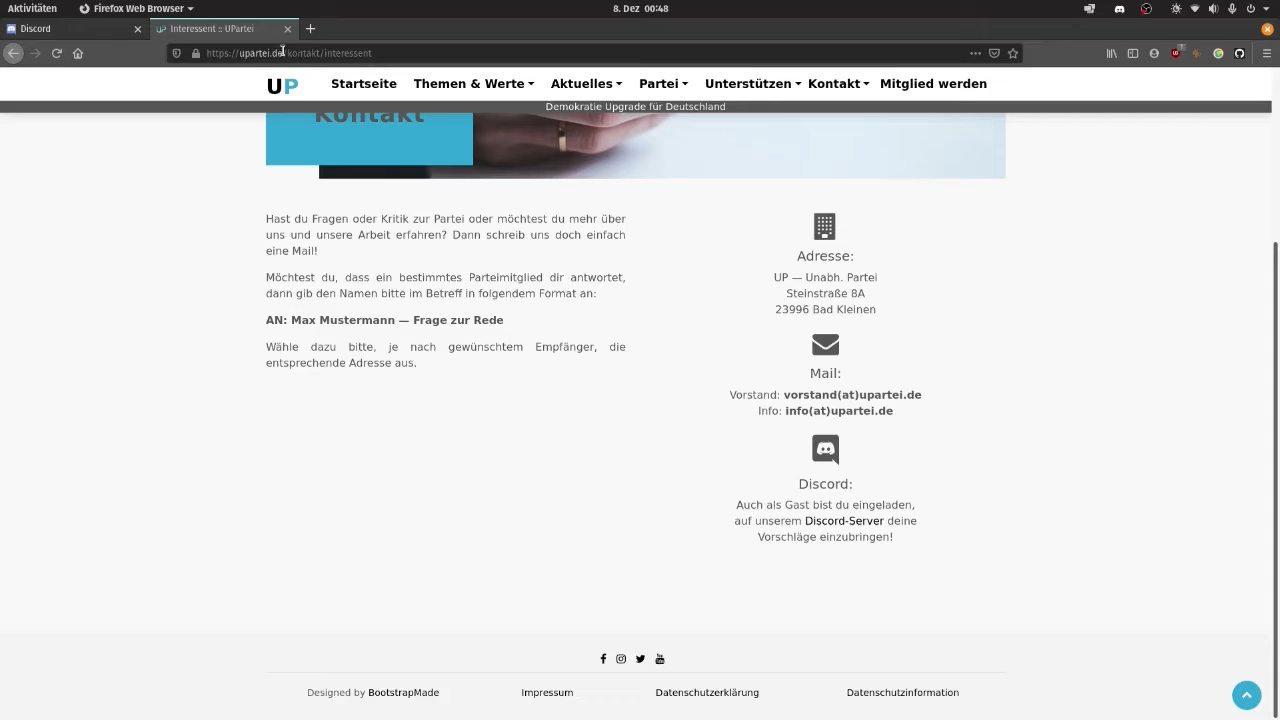 Aktivitäten
Firefox Web Browser
8. Dez 00:48
Discord
Interessent :: UPartei
https://upartei.de/kontakt/interessent
UP
Startseite
Themen & Werte
Aktuelles
Partei
Unterstützen
Kontakt
Mitglied werden
Demokratie Upgrade für Deutschland
Kontakt
Hast du Fragen oder Kritik zur Partei oder möchtest du mehr über
uns und unsere Arbeit erfahren? Dann schreib uns doch einfach
eine Mail!
Möchtest du, dass ein bestimmtes Parteimitglied dir antwortet,
dann gib den Namen bitte im Betreff in folgendem Format an:
AN: Max Mustermann — Frage zur Rede
Wähle dazu bitte, je nach gewünschtem Empfänger, die
entsprechende Adresse aus.
Adresse:
UP — Unabh. Partei
Steinstraße 8A
23996 Bad Kleinen
Mail:
Vorstand: vorstand(at)upartei.de
Info: info(at)upartei.de
Discord:
Auch als Gast bist du eingeladen,
auf unserem Discord-Server deine
Vorschläge einzubringen!
Designed by BootstrapMade
Impressum
Datenschutzerklärung
Datenschutzinformation